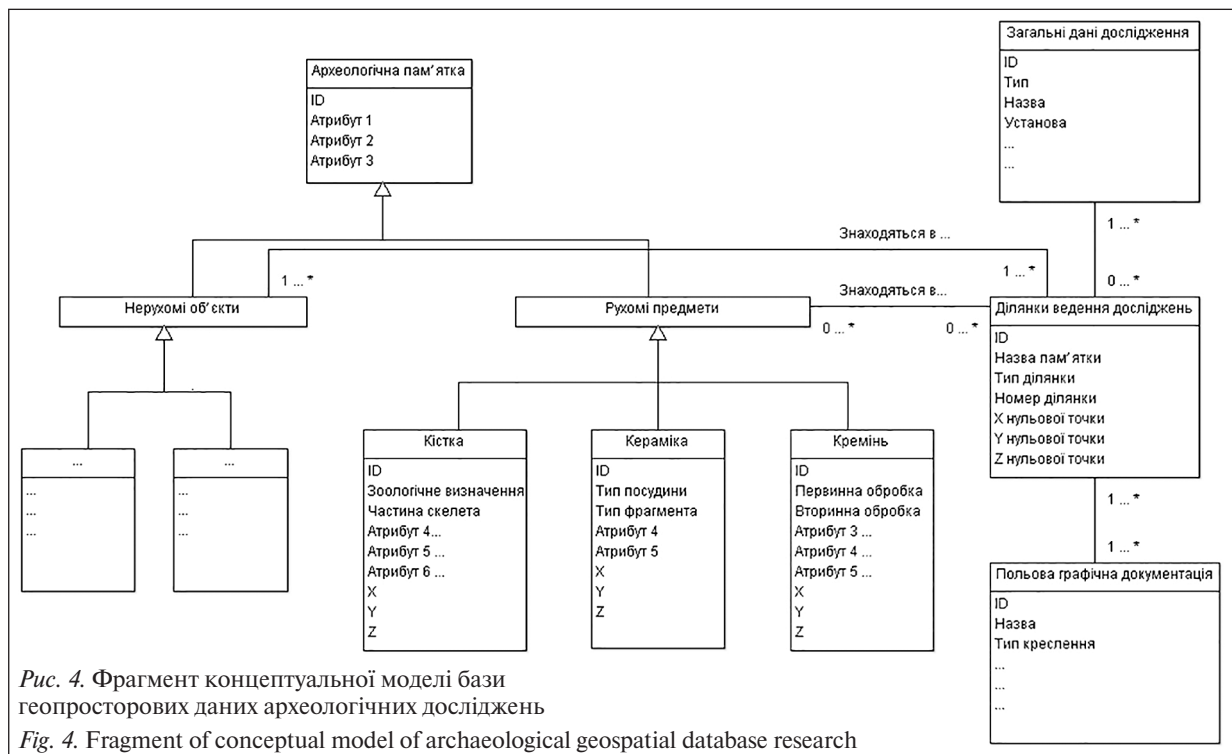 Археологічна пам'ятка
ID
Атрибут 1
Атрибут 2
Атрибут 3
Загальні дані дослідження
ID
Тип
Назва
Установа
...
...
1 ... *
0 ... *
Знаходяться в ...
1 ... *
1 ... *
Знаходяться в...
0 ... *
0 ... *
Нерухомі об'єкти
Рухомі предмети
Ділянки ведення досліджень
ID
Назва пам'ятки
Тип ділянки
Номер ділянки
X нульової точки
Y нульової точки
Z нульової точки
...
...
...
...
...
...
...
...
Кістка
ID
Зоологічне визначення
Частина скелета
Атрибут 4...
Атрибут 5 ...
Атрибут 6 ...
X
Y
Z
Кераміка
ID
Тип посудини
Тип фрагмента
Атрибут 4
Атрибут 5
X
Y
Z
Кремінь
ID
Первинна обробка
Вторинна обробка
Атрибут 3 ...
Атрибут 4 ...
Атрибут 5 ...
X
Y
Z
1 ... *
1 ... *
Польова графічна документація
ID
Назва
Тип креслення
...
...
...
Рис. 4. Фрагмент концептуальної моделі бази
геопросторових даних археологічних досліджень
Fig. 4. Fragment of conceptual model of archaeological geospatial database research